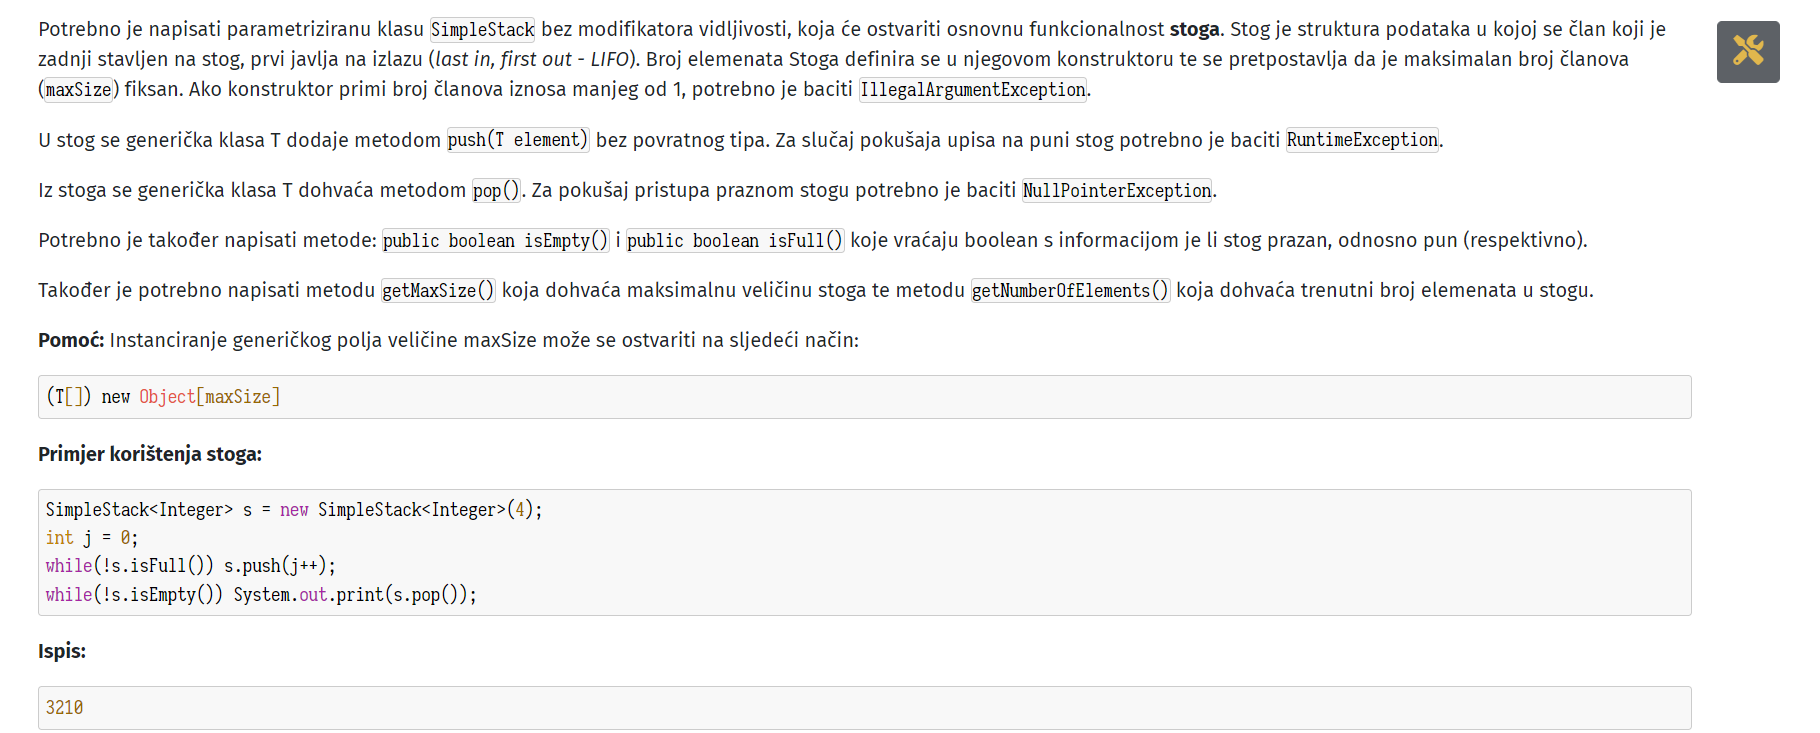 Potrebno je napisati parametriziranu klasu SimpleStack bez modifikatora vidljivosti, koja će ostvariti osnovnu funkcionalnost stoga. Stog je struktura podataka u kojoj se član koji je
zadnji stavljen na stog, prvi javlja na izlazu (last in, first out - LIFO). Broj elemenata Stoga definira se u njegovom konstruktoru te se pretpostavlja da je maksimalan broj članova
(maxSize) fiksan. Ako konstruktor primi broj članova iznosa manjeg od 1, potrebno je baciti IllegalArgumentException.
U stog se generička klasa T dodaje metodom push(T element) bez povratnog tipa. Za slučaj pokušaja upisa na puni stog potrebno je baciti RuntimeException.
Iz stoga se generička klasa T dohvaća metodom pop(). Za pokušaj pristupa praznom stogu potrebno je baciti NullPointerException.
Potrebno je također napisati metode: public boolean isEmpty() i public boolean isFull() koje vraćaju boolean s informacijom je li stog prazan, odnosno pun (respektivno).
Također je potrebno napisati metodu getMaxSize() koja dohvaća maksimalnu veličinu stoga te metodu getNumberOfElements() koja dohvaća trenutni broj elemenata u stogu.
Pomoć: Instanciranje generičkog polja veličine maxSize može se ostvariti na sljedeći način:
(T[]) new Object[maxSize]
Primjer korištenja stoga:
SimpleStack<Integer> s = new SimpleStack<Integer>(4);
int j = 0;
while(!s.isFull()) s.push(j++);
while(!s.isEmpty()) System.out.print(s.pop());
Ispis:
3210